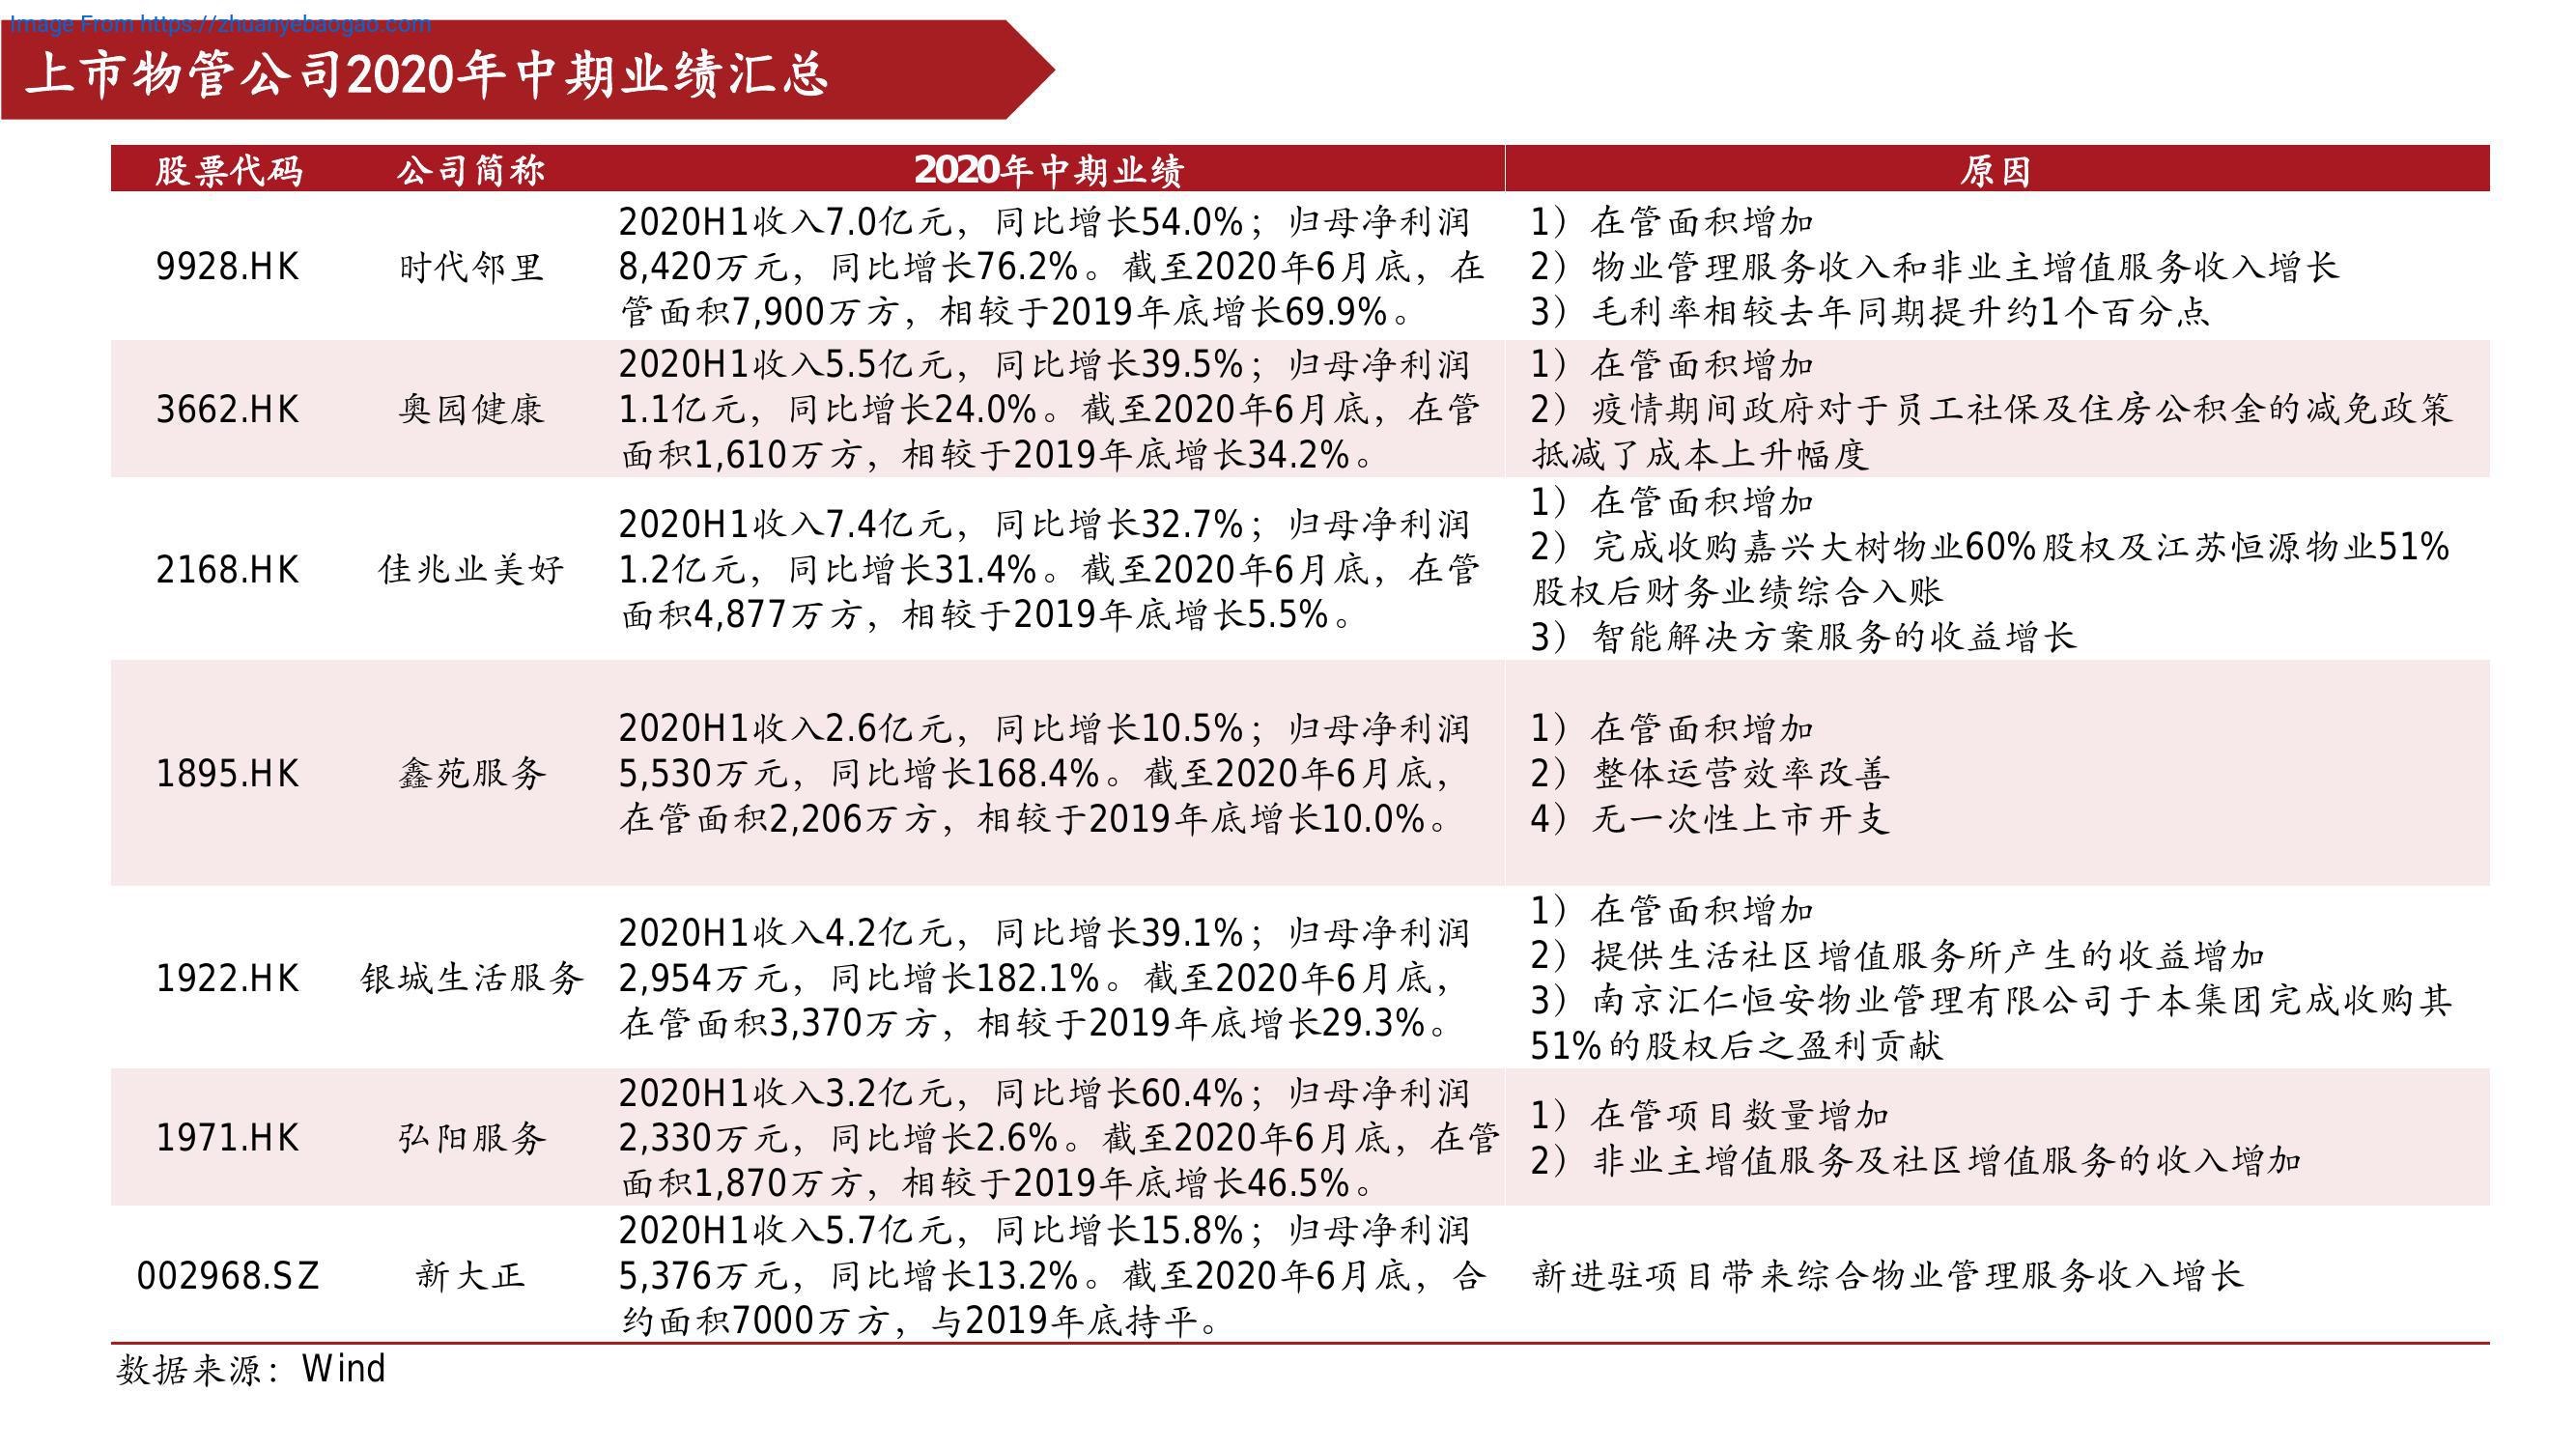 Image From https://zhuanyebaogao.com
上市物管公司2020年中期业绩汇总
股票代码 公司简称 2020年中期业绩 原因
9928.HK 时代邻里
2020H1收入7.0亿元，同比增长54.0%；归母净利润
8,420万元，同比增长76.2%。截至2020年6月底，在
管面积7,900万方，相较于2019年底增长69.9%。
1）在管面积增加
2）物业管理服务收入和非业主增值服务收入增长
3）毛利率相较去年同期提升约1个百分点
3662.HK 奥园健康
2020H1收入5.5亿元，同比增长39.5%；归母净利润
1.1亿元，同比增长24.0%。截至2020年6月底，在管
面积1,610万方，相较于2019年底增长34.2%。
1）在管面积增加
2）疫情期间政府对于员工社保及住房公积金的减免政策
抵减了成本上升幅度
2168.HK 佳兆业美好
2020H1收入7.4亿元，同比增长32.7%；归母净利润
1.2亿元，同比增长31.4%。截至2020年6月底，在管
面积4,877万方，相较于2019年底增长5.5%。
1）在管面积增加
2）完成收购嘉兴大树物业60%股权及江苏恒源物业51%
股权后财务业绩综合入账
3）智能解决方案服务的收益增长
1895.HK 鑫苑服务
2020H1收入2.6亿元，同比增长10.5%；归母净利润
5,530万元，同比增长168.4%。截至2020年6月底，
在管面积2,206万方，相较于2019年底增长10.0%。
1）在管面积增加
2）整体运营效率改善
4）无一次性上市开支
1922.HK 银城生活服务
2020H1收入4.2亿元，同比增长39.1%；归母净利润
2,954万元，同比增长182.1%。截至2020年6月底，
在管面积3,370万方，相较于2019年底增长29.3%。
1）在管面积增加
2）提供生活社区增值服务所产生的收益增加
3）南京汇仁恒安物业管理有限公司于本集团完成收购其
51%的股权后之盈利贡献
1971.HK 弘阳服务
2020H1收入3.2亿元，同比增长60.4%；归母净利润
2,330万元，同比增长2.6%。截至2020年6月底，在管
面积1,870万方，相较于2019年底增长46.5%。
1）在管项目数量增加
2）非业主增值服务及社区增值服务的收入增加
002968.SZ 新大正
2020H1收入5.7亿元，同比增长15.8%；归母净利润
5,376万元，同比增长13.2%。截至2020年6月底，合
约面积7000万方，与2019年底持平。
新进驻项目带来综合物业管理服务收入增长
数据来源：Wind